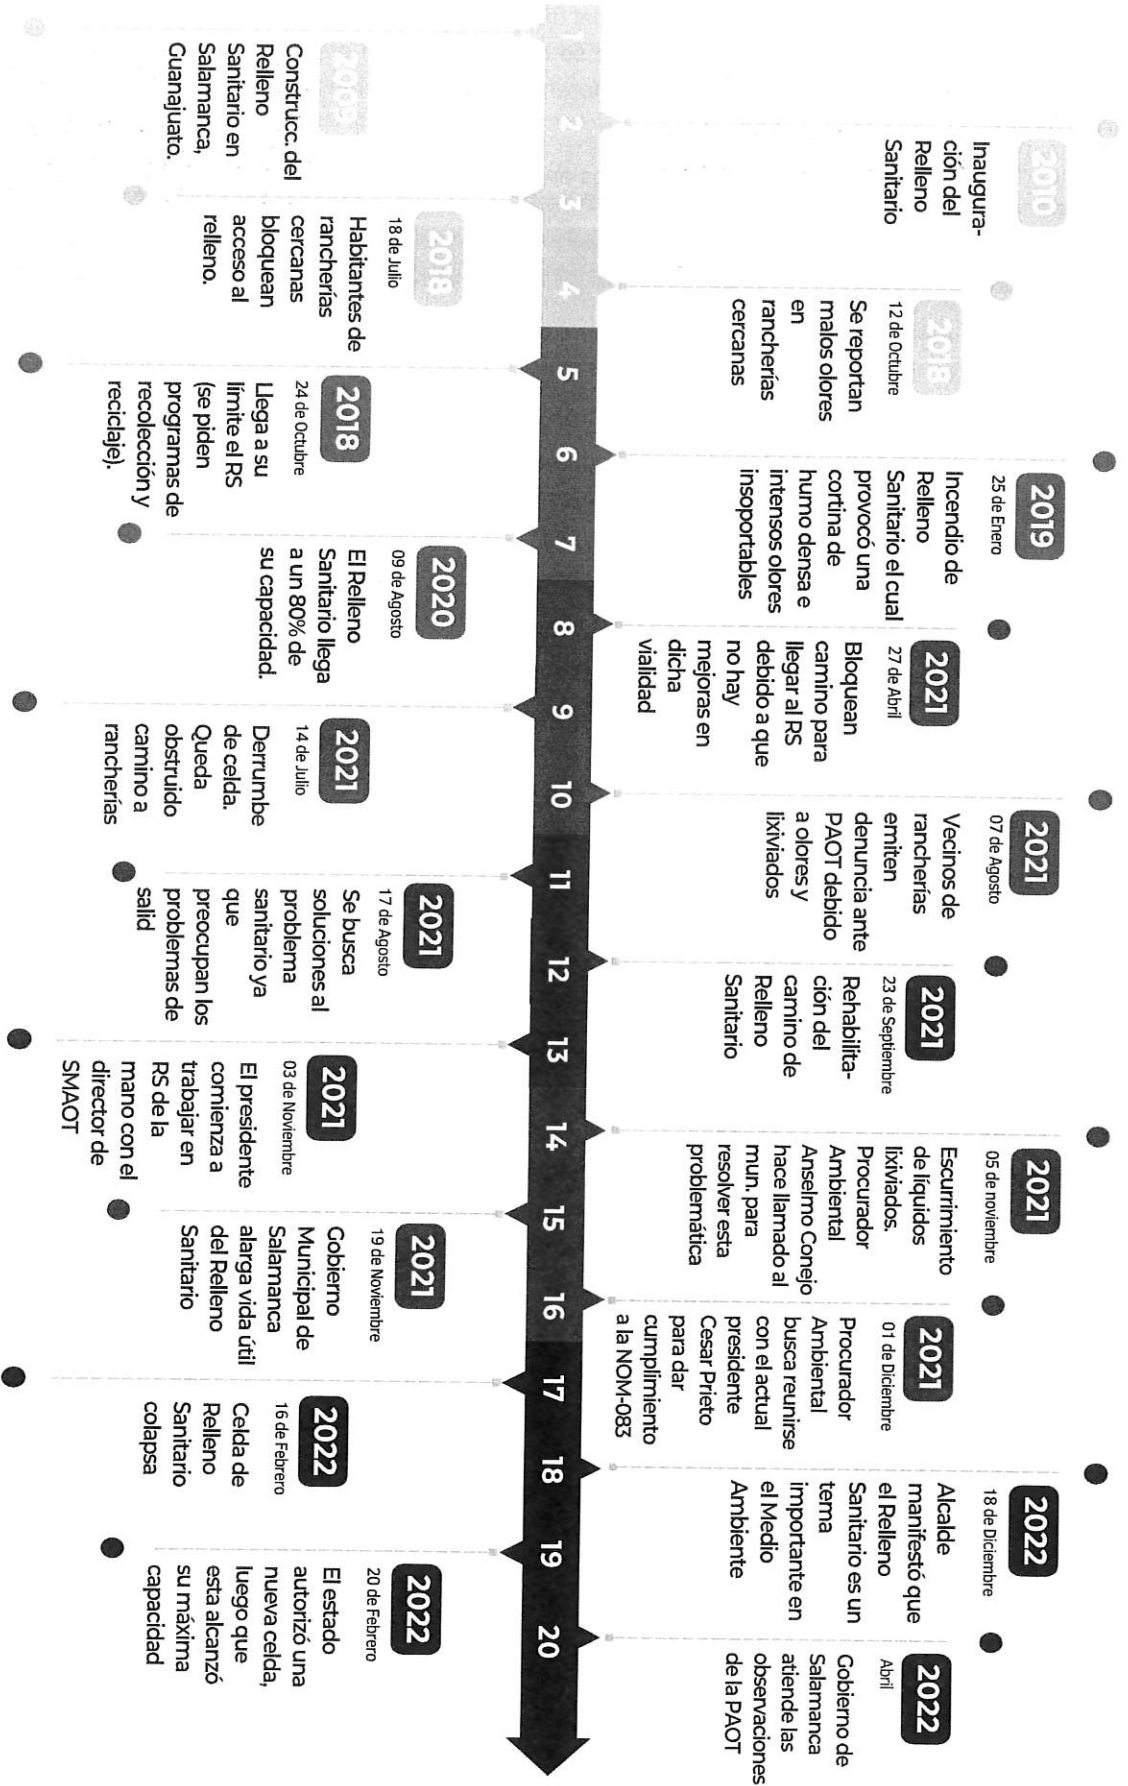 1
2009
Construcc. del
Relleno
Sanitario en
Salamanca,
Guanajuato.
2
2010
Inaugura-
ción del
Relleno
Sanitario
3
2018
18 de Julio
Habitantes de
rancherías
cercanas
bloquean
acceso al
relleno.
4
2018
12 de Octubre
Se reportan
malos olores
en
rancherías
cercanas
5
2018
24 de Octubre
Llega a su
límite el RS
(se piden
programas de
recolección y
reciclaje).
6
2019
25 de Enero
Incendio de
Relleno
Sanitario el cual
provocó una
cortina de
humo densa e
intensos olores
insoportables
7
2020
09 de Agosto
El Relleno
Sanitario llega
a un 80% de
su capacidad.
8
2021
27 de Abril
Bloquean
camino para
llegar al RS
debido a que
no hay
mejoras en
dicha
vialidad
9
2021
14 de Julio
Derrumbe
de celda.
Queda
obstruido
camino a
rancherías
10
2021
07 de Agosto
Vecinos de
rancherías
emiten
denuncia ante
PAOT debido
a olores y
lixiviados
11
2021
17 de Agosto
Se busca
soluciones al
problema
sanitario ya
que
preocupan los
problemas de
salid
12
2021
23 de Septiembre
Rehabilita-
ción del
camino de
Relleno
Sanitario
13
2021
03 de Noviembre
El presidente
comienza a
trabajar en
RS de la
mano con el
director de
SMAOT
14
2021
05 de noviembre
Escurrimiento
de líquidos
lixiviados.
Procurador
Ambiental
Anselmo Conejo
hace llamado al
mun. para
resolver esta
problemática
15
2021
19 de Noviembre
Gobierno
Municipal de
Salamanca
alarga vida útil
del Relleno
Sanitario
16
2021
01 de Diciembre
Procurador
Ambiental
busca reunirse
con el actual
presidente
Cesar Prieto
para dar
cumplimiento
a la NOM-083
17
2022
16 de Febrero
Celda de
Relleno
Sanitario
colapsa
18
2022
18 de Diciembre
Alcalde
manifestó que
el Relleno
Sanitario es un
tema
importante en
el Medio
Ambiente
19
2022
20 de Febrero
El estado
autorizó una
nueva celda,
luego que
esta alcanzó
su máxima
capacidad
20
2022
Abril
Gobierno de
Salamanca
atiende las
observaciones
de la PAOT